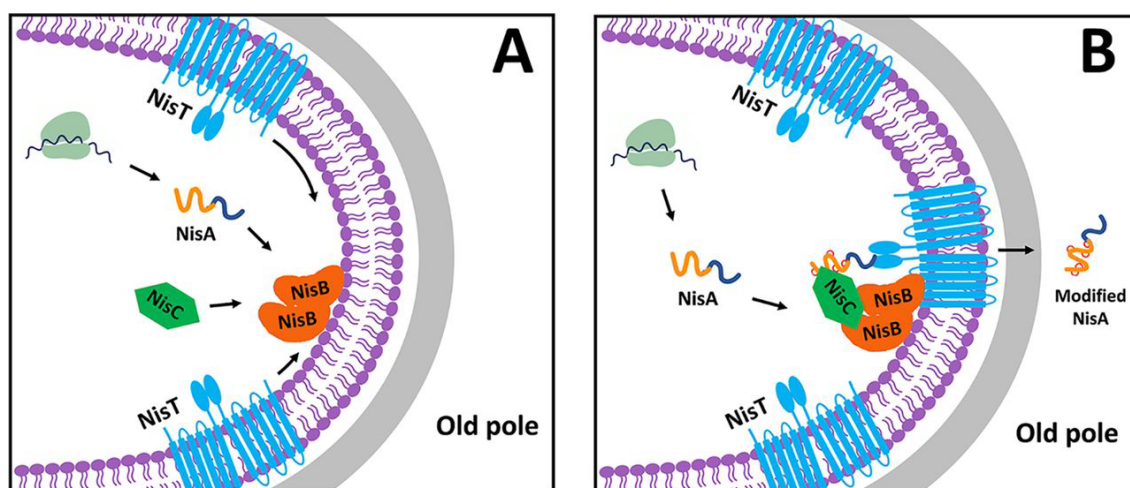 A
NisT
NisA
NisC
NisB
NisB
NisT
Old pole
B
NisT
NisA
NisC
NisB
NisB
Modified
NisA
NisT
Old pole